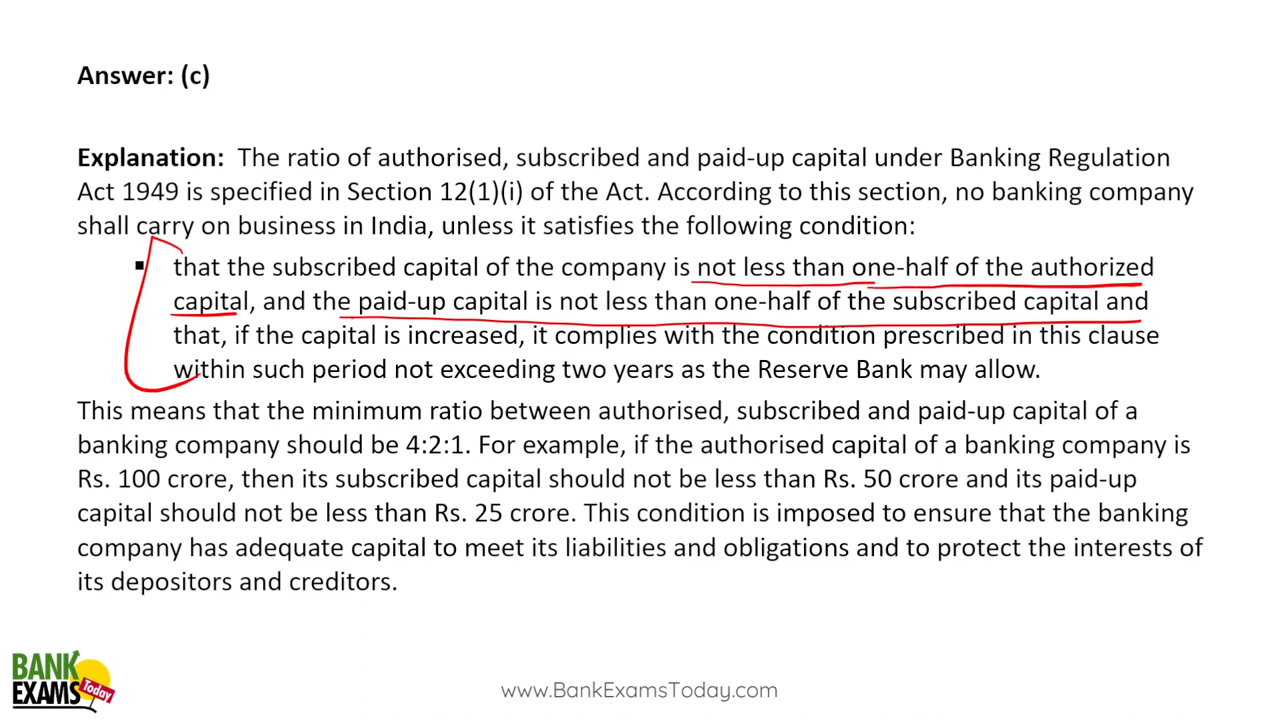 Answer: (c)
Explanation: The ratio of authorised, subscribed and paid-up capital under Banking Regulation
Act 1949 is specified in Section 12(1)(i) of the Act. According to this section, no banking company
shall carry on business in India, unless it satisfies the following condition:
▪ that the subscribed capital of the company is not less than one-half of the authorized
capital, and the paid-up capital is not less than one-half of the subscribed capital and
that, if the capital is increased, it complies with the condition prescribed in this clause
within such period not exceeding two years as the Reserve Bank may allow.
This means that the minimum ratio between authorised, subscribed and paid-up capital of a
banking company should be 4:2:1. For example, if the authorised capital of a banking company is
Rs. 100 crore, then its subscribed capital should not be less than Rs. 50 crore and its paid-up
capital should not be less than Rs. 25 crore. This condition is imposed to ensure that the banking
company has adequate capital to meet its liabilities and obligations and to protect the interests of
its depositors and creditors.
BANK
EXAMS Today
www.BankExamsToday.com